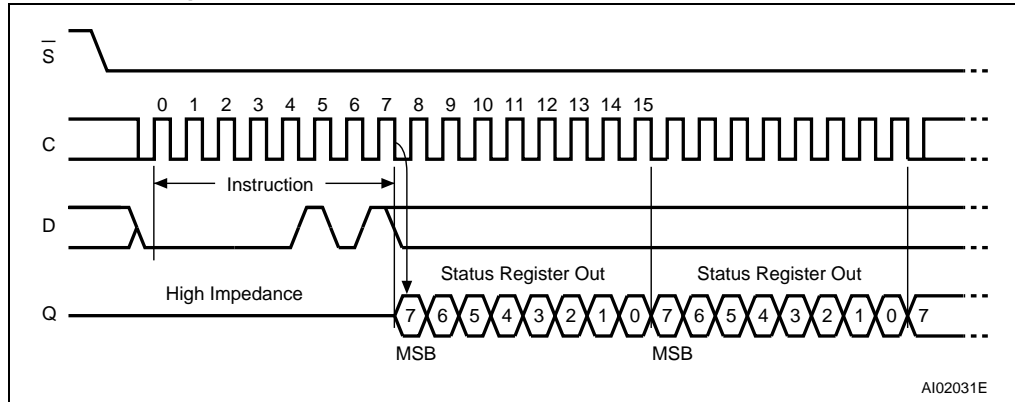 S
0 1 2 3 4 5 6 7 8 9 10 11 12 13 14 15
C
Instruction
D
Status Register Out Status Register Out
High Impedance
Q 7 6 5 4 3 2 1 0 7 6 5 4 3 2 1 0 7
MSB MSB
AI02031E